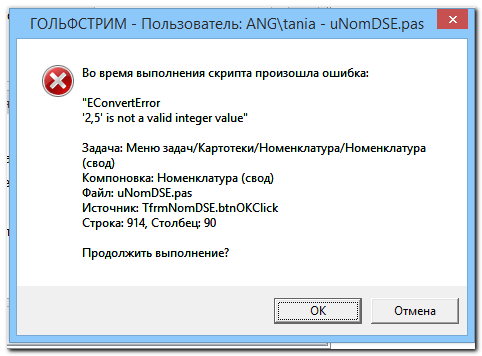 ГОЛЬФСТРИМ - Пользователь: ANG\tania - uNomDSE.pas
Во время выполнения скрипта произошла ошибка:
"EConvertError
'2,5' is not a valid integer value"
Задача: Меню задач/Картотеки/Номенклатура/Номенклатура
(свод)
Компоновка: Номенклатура (свод)
Файл: uNomDSE.pas
Источник: TfrmNomDSE.btnOKClick
Строка: 914, Столбец: 90
Продолжить выполнение?
ОК
Отмена